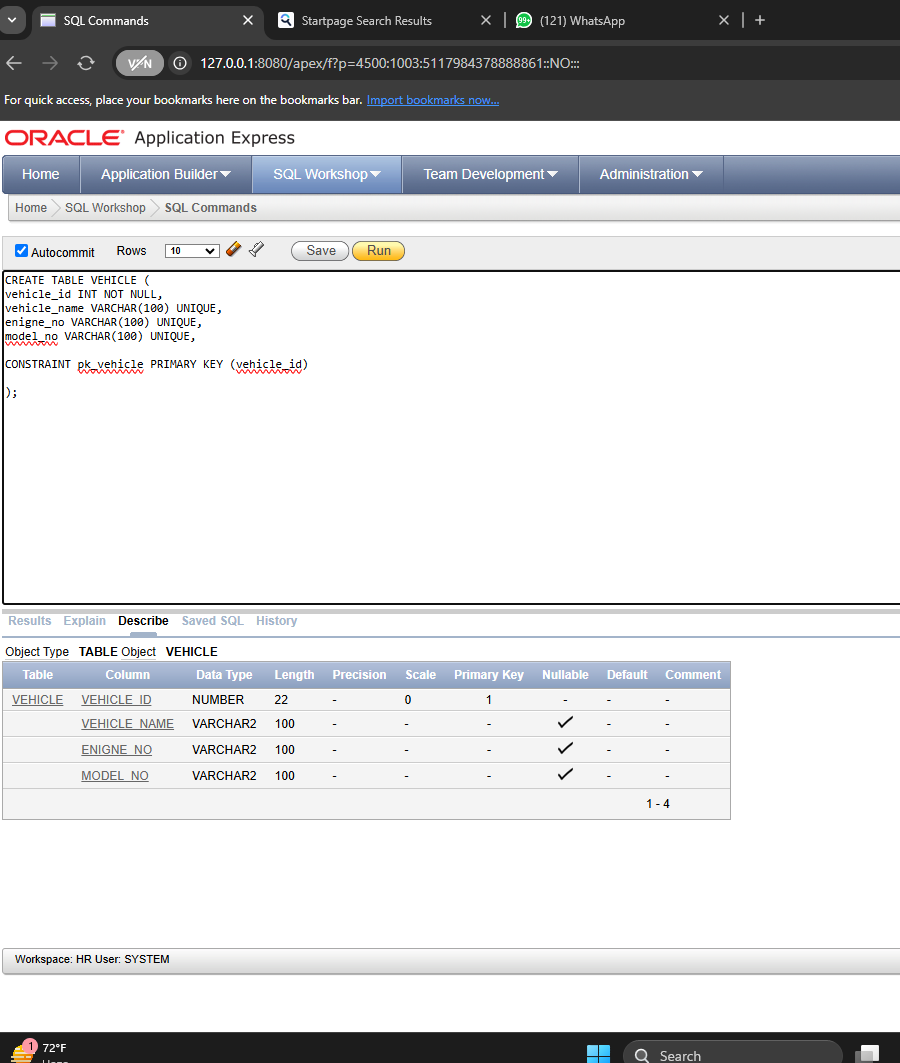 SQL Commands
Startpage Search Results
99+ (121) WhatsApp
VPN 127.0.0.1:8080/apex/f?p=4500:1003:5117984378888861::NO:::
For quick access, place your bookmarks here on the bookmarks bar. Import bookmarks now...
ORACLE Application Express
Home Application Builder SQL Workshop Team Development Administration
Home SQL Workshop SQL Commands
Autocommit Rows 10 Save Run
CREATE TABLE VEHICLE (
vehicle_id INT NOT NULL,
vehicle_name VARCHAR(100) UNIQUE,
enigne_no VARCHAR(100) UNIQUE,
model_no VARCHAR(100) UNIQUE,
CONSTRAINT pk_vehicle PRIMARY KEY (vehicle_id)
);
Results Explain Describe Saved SQL History
Object Type TABLE Object VEHICLE
Table Column Data Type Length Precision Scale Primary Key Nullable Default Comment
VEHICLE VEHICLE_ID NUMBER 22 - 0 1 - - -
VEHICLE_NAME VARCHAR2 100 - - - - -
ENIGNE_NO VARCHAR2 100 - - - - -
MODEL_NO VARCHAR2 100 - - - - -
1 - 4
Workspace: HR User: SYSTEM
1 72°F
Search